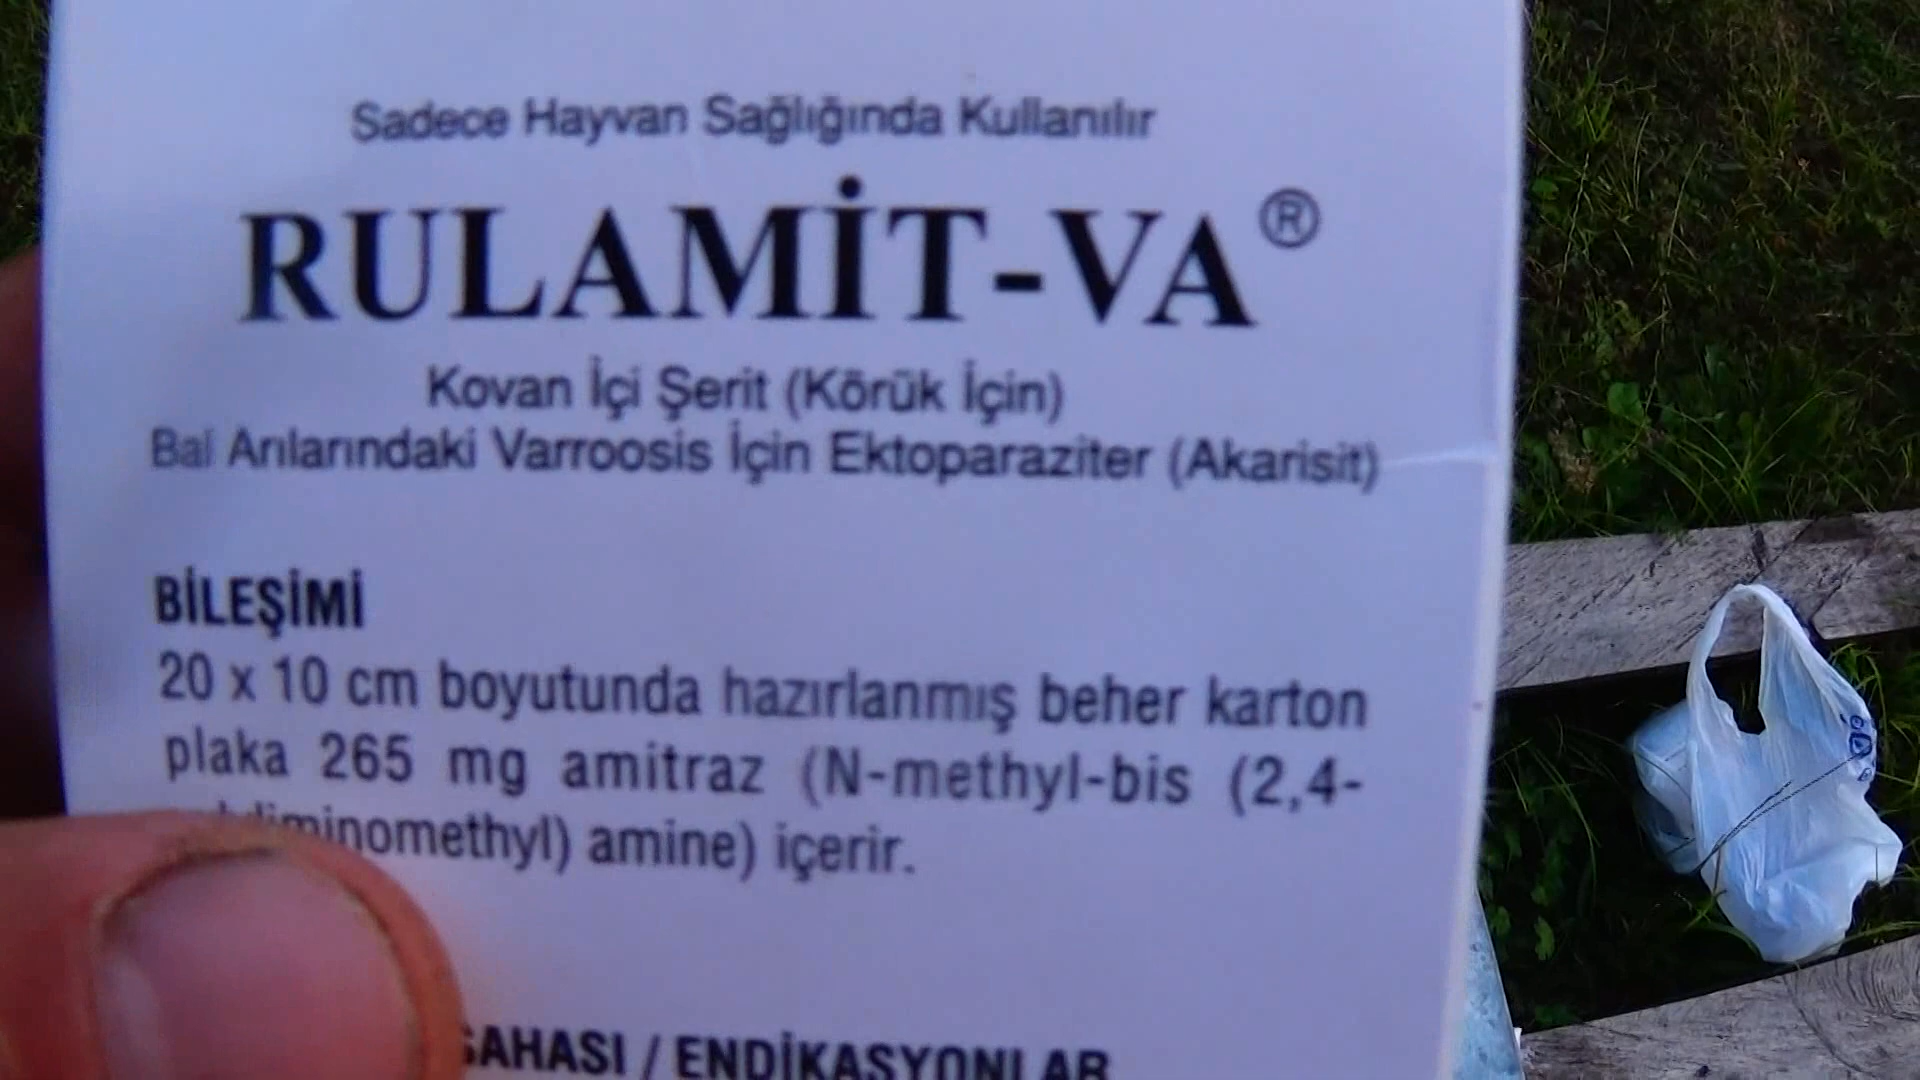 Sadece Hayvan Sağlığında Kullanılır
RULAMİT-VA®
Kovan İçi Şerit (Körük İçin)
Bal Arılarındaki Varroosis İçin Ektoparaziter (Akarisit)
BİLEŞİMİ
20 x 10 cm boyutunda hazırlanmış beher karton
plaka 265 mg amitraz (N-methyl-bis (2,4-
amine) içerir.
SAHASI / ENDİKASYONLAR